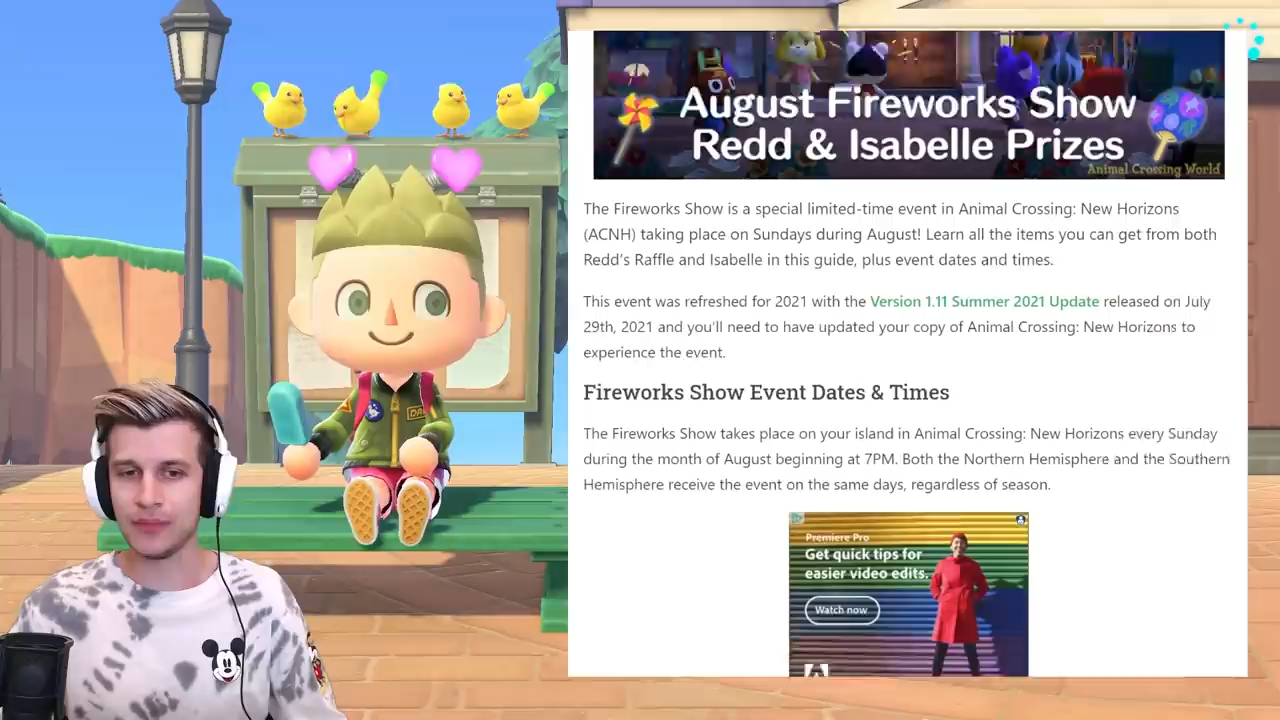 August Fireworks Show
Redd & Isabelle Prizes
Animal Crossing World
The Fireworks Show is a special limited-time event in Animal Crossing: New Horizons
(ACNH) taking place on Sundays during August! Learn all the items you can get from both
Redd's Raffle and Isabelle in this guide, plus event dates and times.
This event was refreshed for 2021 with the Version 1.11 Summer 2021 Update released on July
29th, 2021 and you'll need to have updated your copy of Animal Crossing: New Horizons to
experience the event.
Fireworks Show Event Dates & Times
The Fireworks Show takes place on your island in Animal Crossing: New Horizons every Sunday
during the month of August beginning at 7PM. Both the Northern Hemisphere and the Southern
Hemisphere receive the event on the same days, regardless of season.
Premiere Pro
Get quick tips for
easier video edits.
Watch now